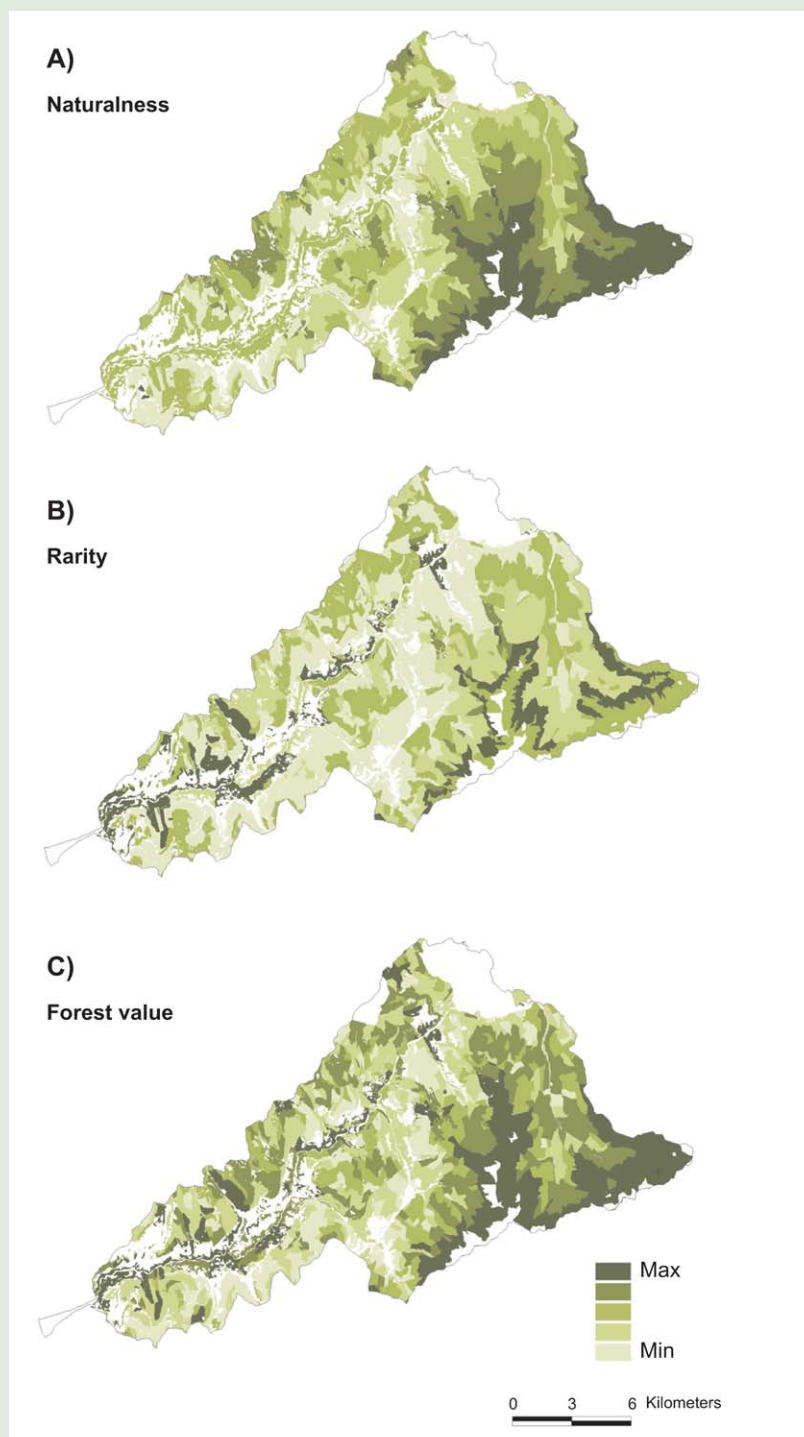 A)
Naturalness
B)
Rarity
C)
Forest value
Max
Min
0 3 6 Kilometers